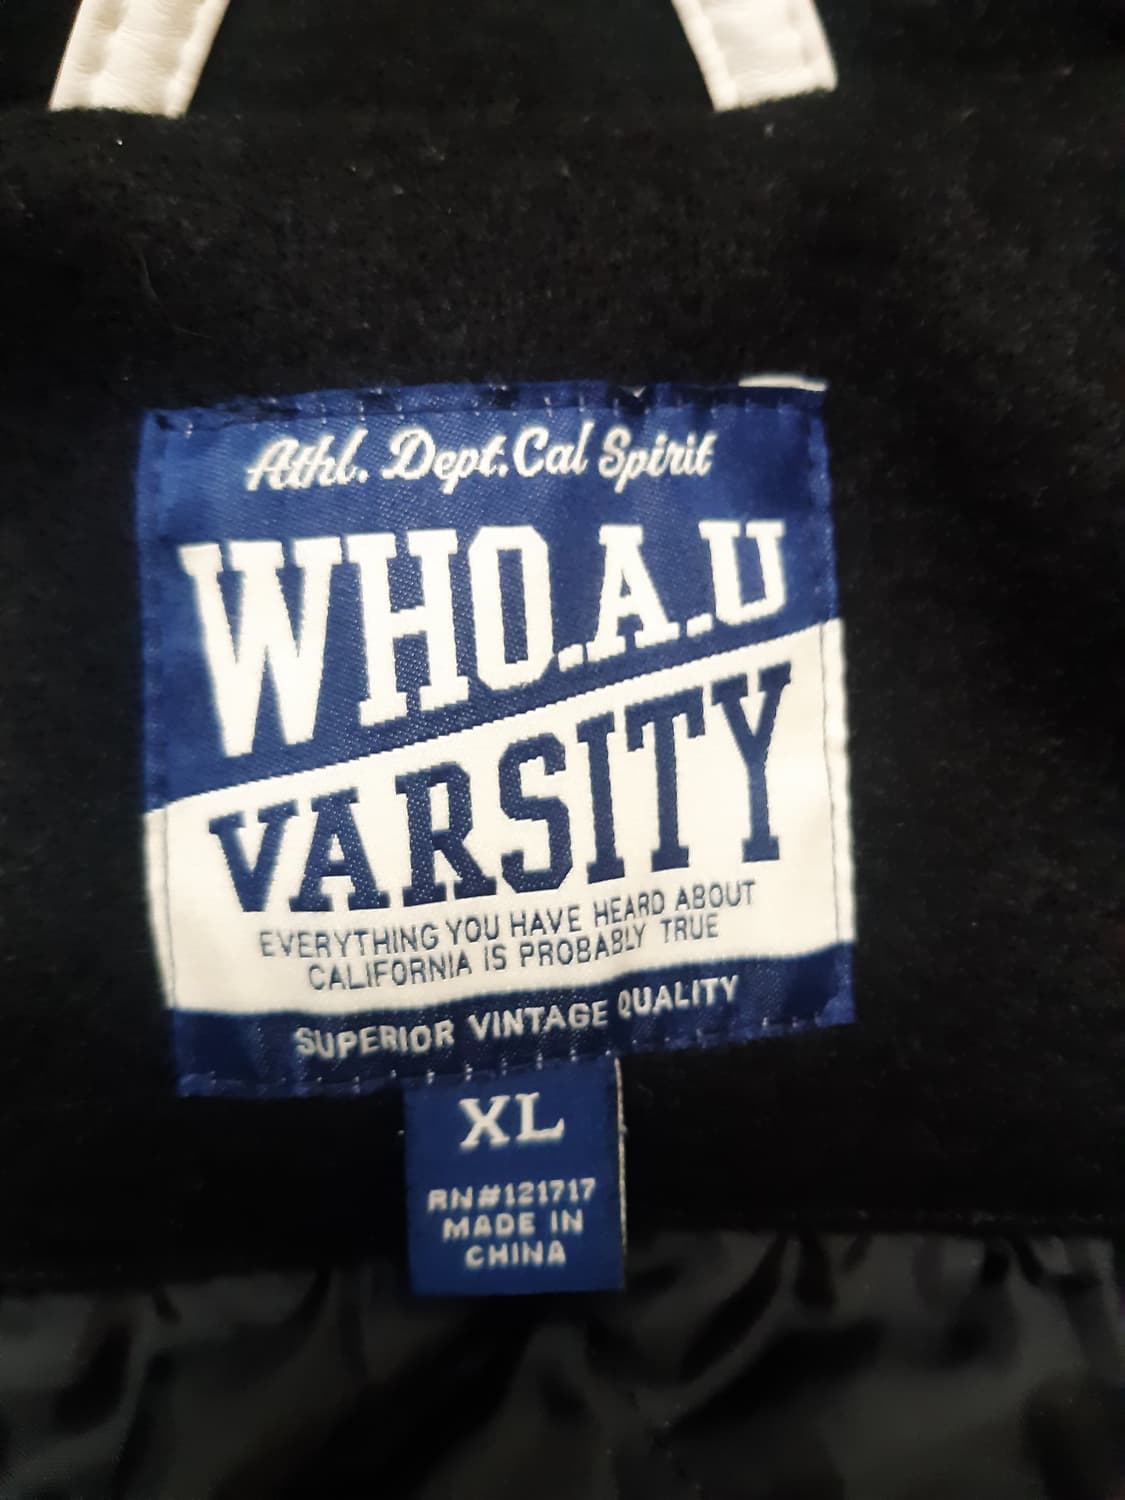 Athl. Dept. Cal Spirit
WHO.A.U
VARSITY
EVERYTHING YOU HAVE HEARD ABOUT
CALIFORNIA IS PROBABLY TRUE
SUPERIOR VINTAGE QUALITY
XL
RN#121717
MADE IN
CHINA